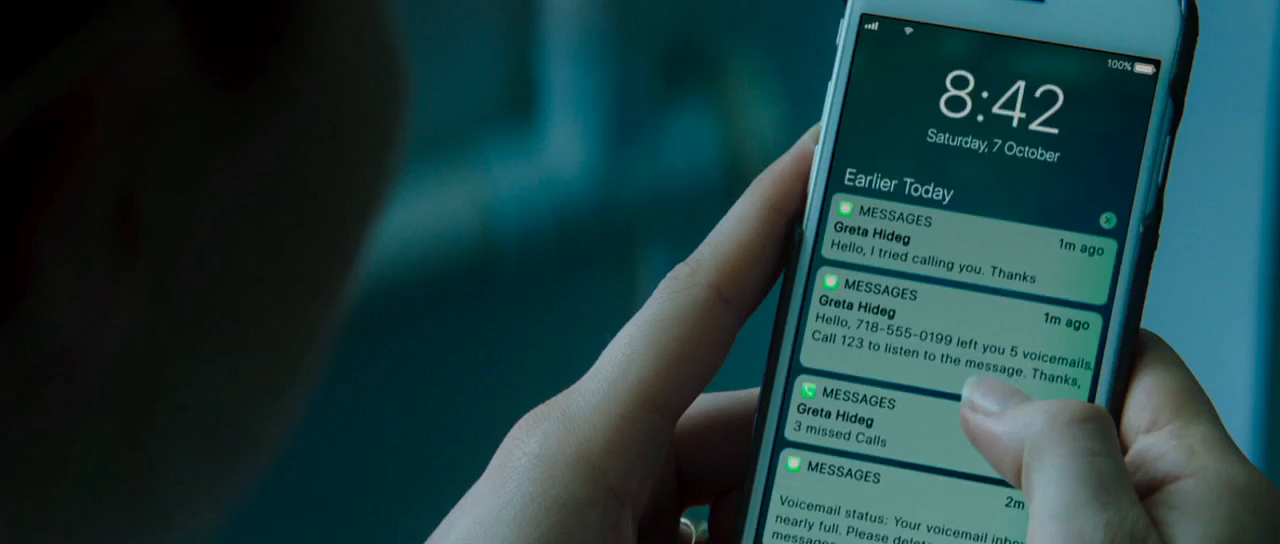 100%
8:42
Saturday, 7 October
Earlier Today
MESSAGES
Greta Hideg
1m ago
Hello, I tried calling you. Thanks
MESSAGES
Greta Hideg
1m ago
Hello, 718-555-0199 left you 5 voicemails.
Call 123 to listen to the message. Thanks,
MESSAGES
Greta Hideg
3 missed Calls
MESSAGES
2m
Voicemail status: Your voicemail
nearly full. Please